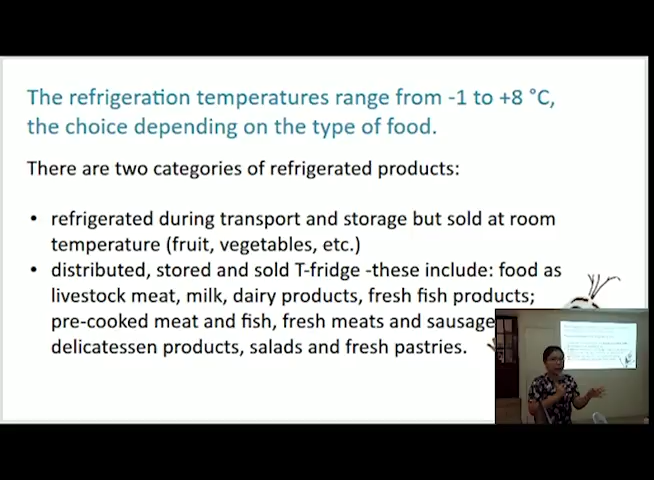 The refrigeration temperatures range from -1 to +8 °C,
the choice depending on the type of food.
There are two categories of refrigerated products:
• refrigerated during transport and storage but sold at room
temperature (fruit, vegetables, etc.)
• distributed, stored and sold T-fridge -these include: food as
livestock meat, milk, dairy products, fresh fish products;
pre-cooked meat and fish, fresh meats and sausage
delicatessen products, salads and fresh pastries.